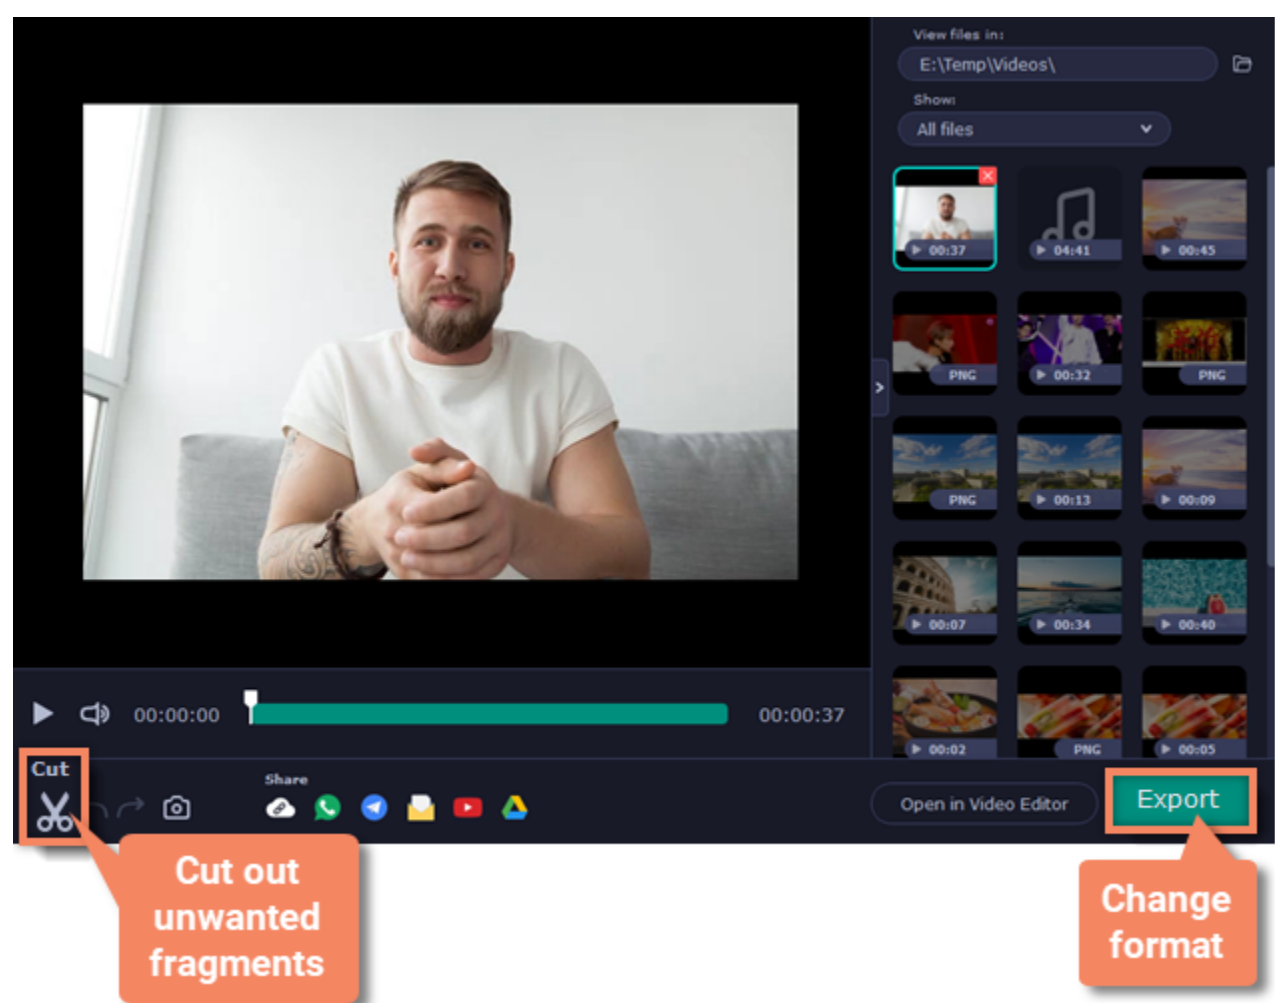 View files in:
E:\Temp\Videos\
Show:
All files
00:37
04:41
00:45
PNG
00:32
PNG
PNG
00:13
00:09
00:07
00:34
00:40
00:02
PNG
00:05
00:00:00
00:00:37
Cut
Share
Open in Video Editor
Export
Cut out
unwanted
fragments
Change
format